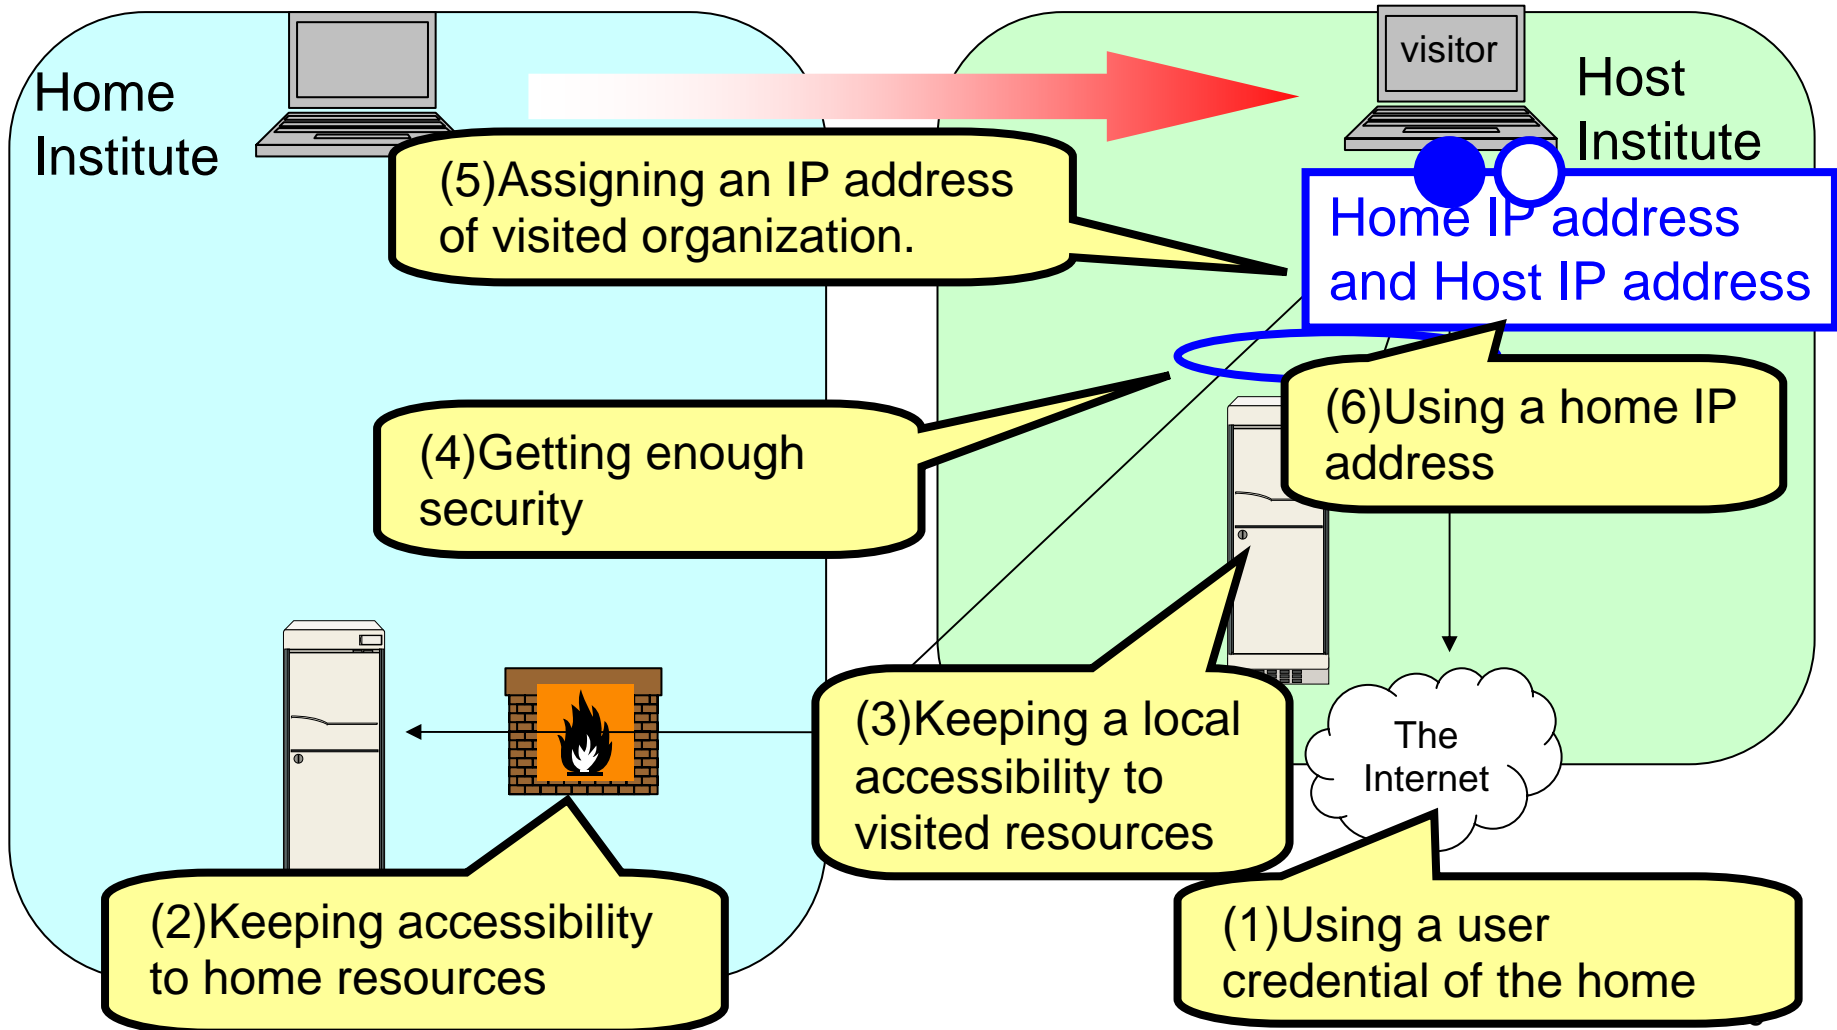 Home
Institute
visitor
Host
Institute
(5)Assigning an IP address
of visited organization.
Home IP address
and Host IP address
(4)Getting enough
security
(6)Using a home IP
address
(3)Keeping a local
accessibility to
visited resources
The
Internet
(2)Keeping accessibility
to home resources
(1)Using a user
credential of the home